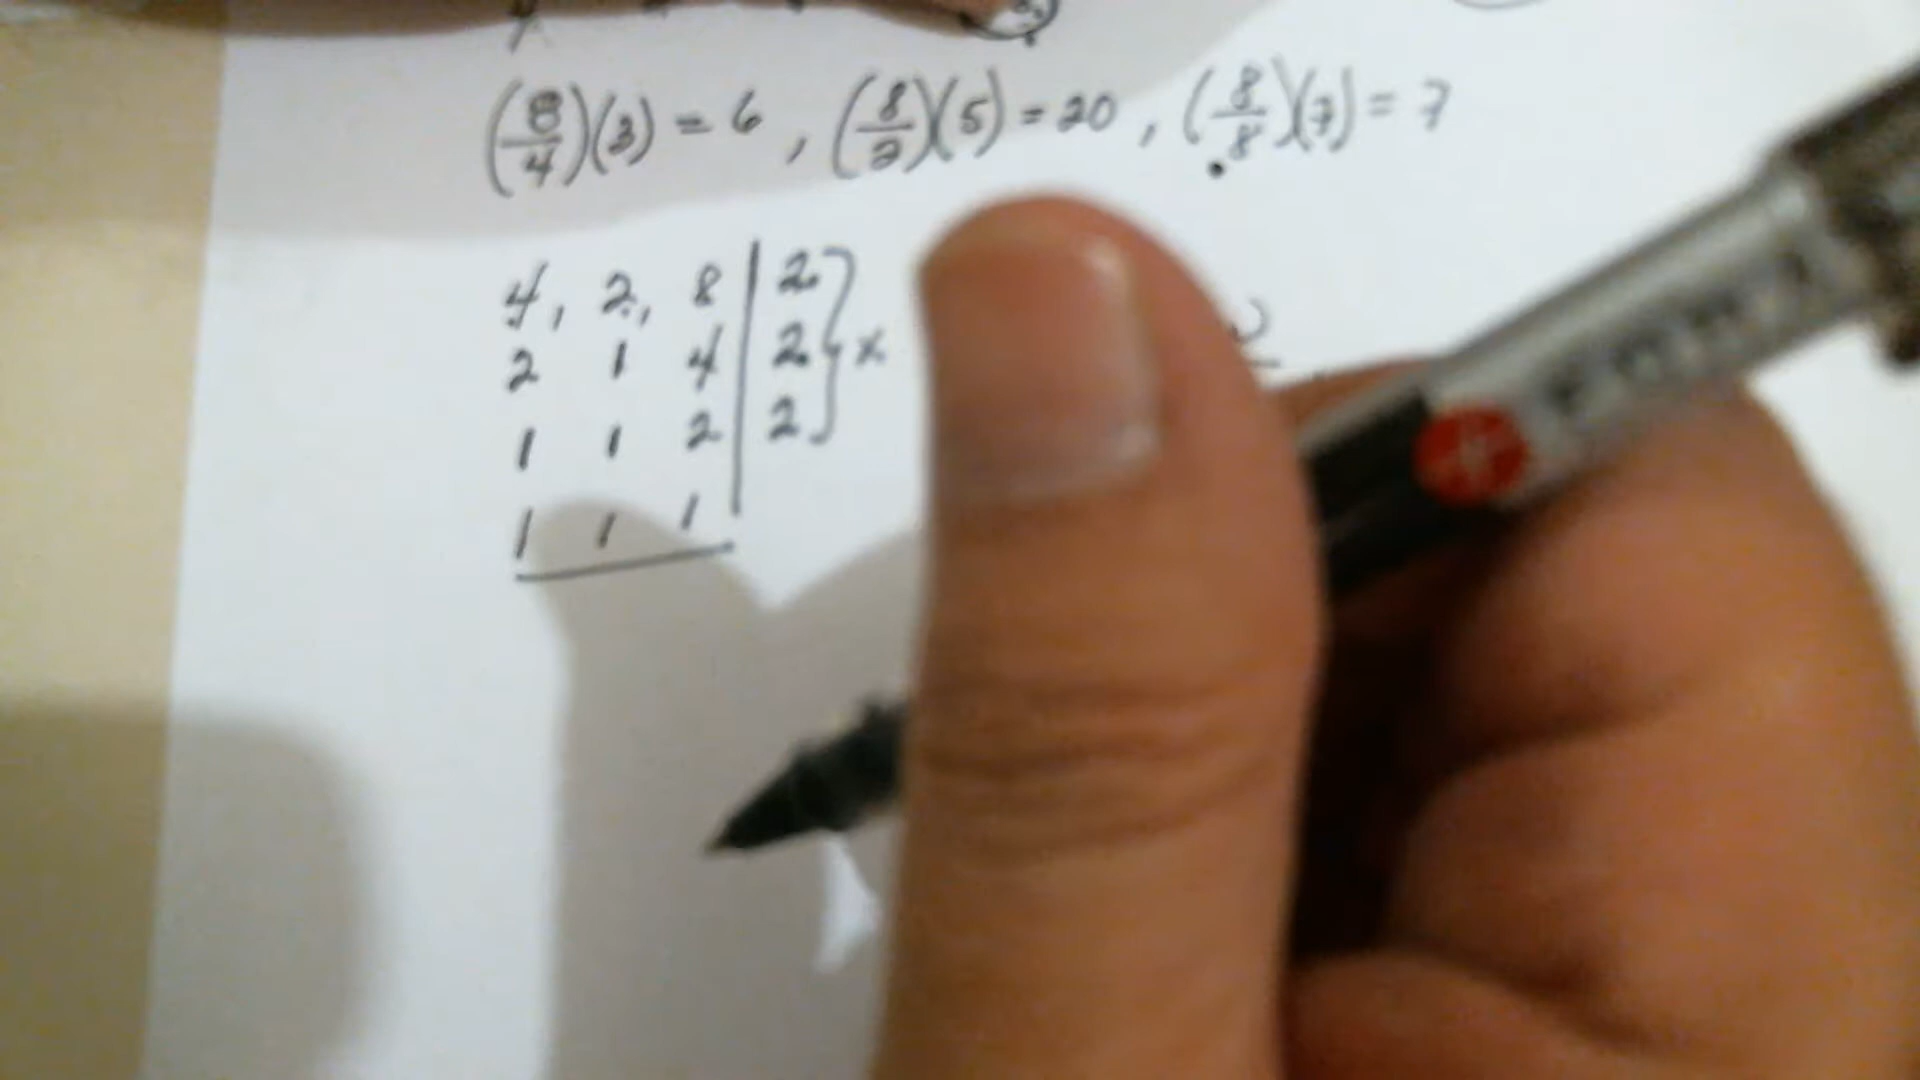 (8/4)(3) = 6 , (8/2)(5) = 20 , (8/8)(7) = 7
4, 2, 8 | 2
2 1 4 | 2 } x
1 1 2 | 2
1 1 1